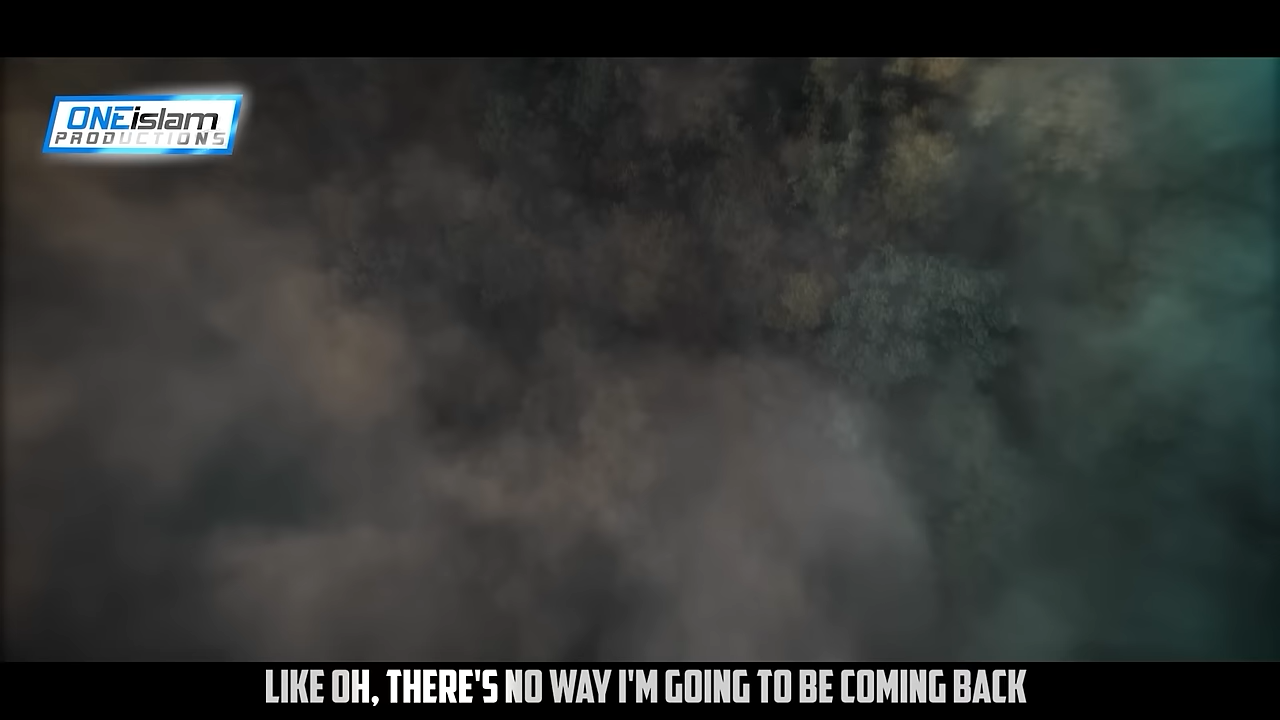 ONEislam
PRODUCTIONS
LIKE OH, THERE'S NO WAY I'M GOING TO BE COMING BACK